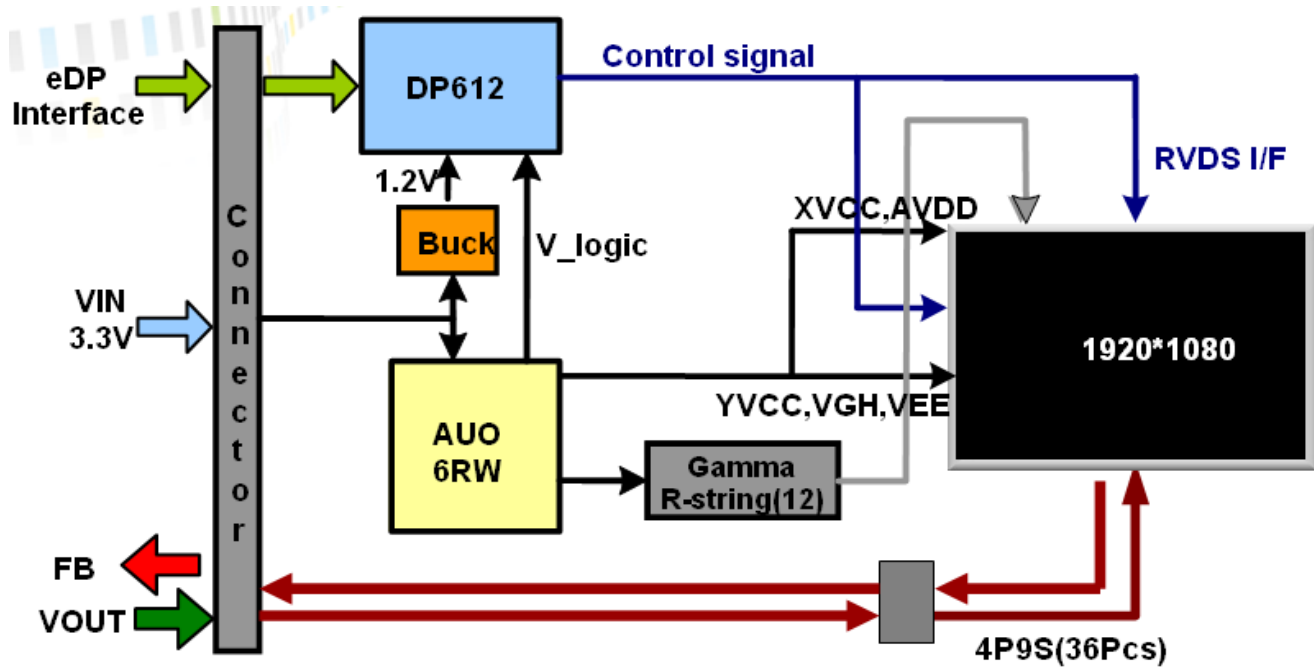 eDP
Interface
Connector
DP612
Control signal
RVDS I/F
1.2V
Buck
V_logic
XVCC,AVDD
VIN
3.3V
1920*1080
YVCC,VGH,VEE
AUO
6RW
Gamma
R-string(12)
FB
VOUT
4P9S(36Pcs)